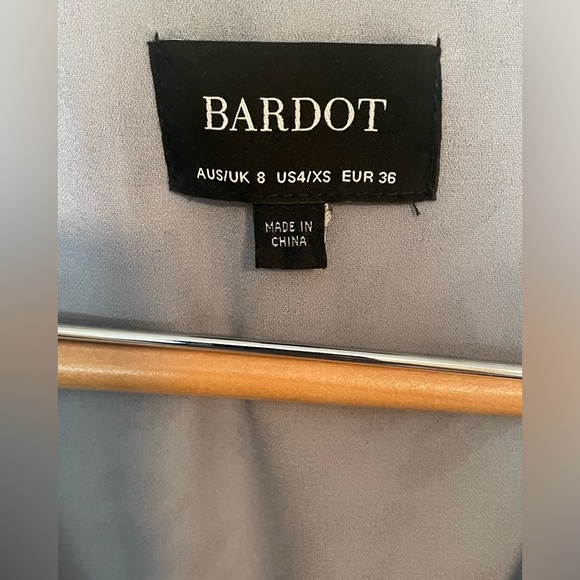 BARDOT
AUS/UK 8 US4/XS EUR 36
MADE IN
CHINA